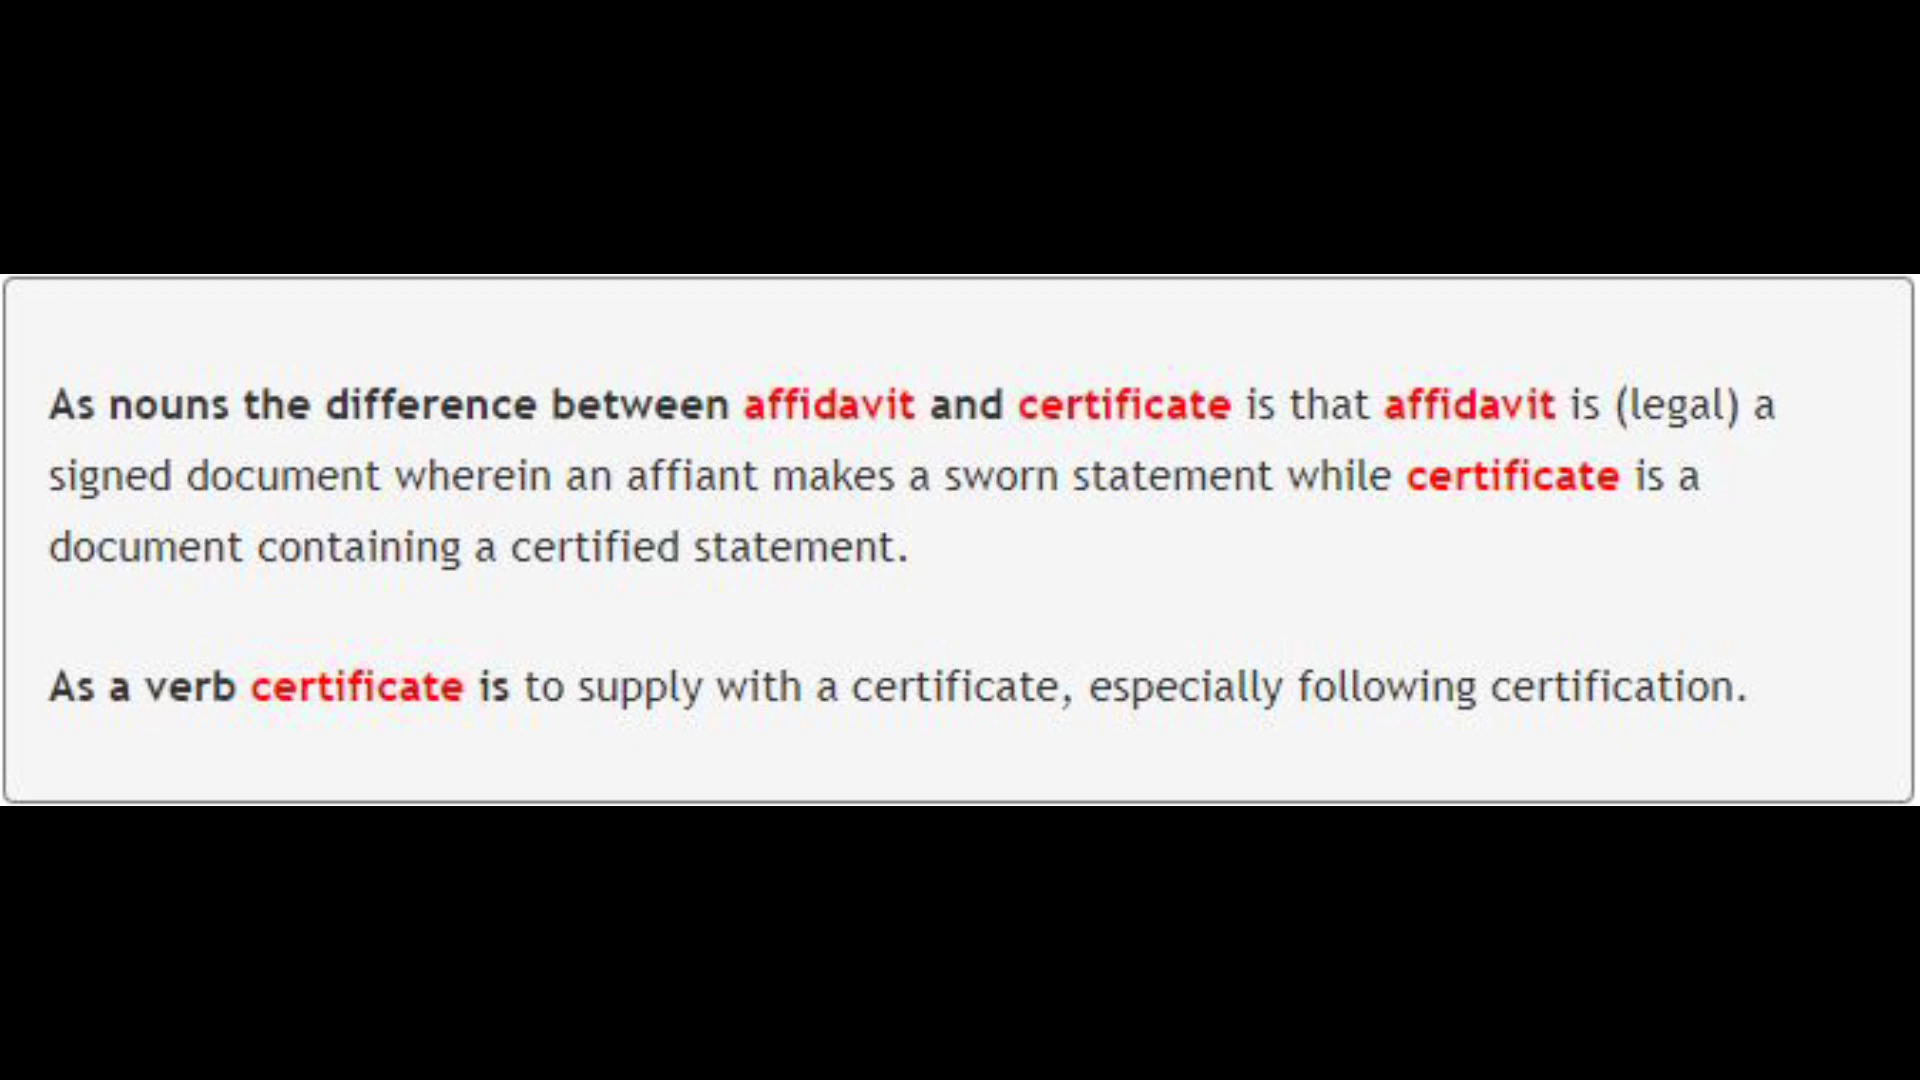 As nouns the difference between affidavit and certificate is that affidavit is (legal) a
signed document wherein an affiant makes a sworn statement while certificate is a
document containing a certified statement.
As a verb certificate is to supply with a certificate, especially following certification.